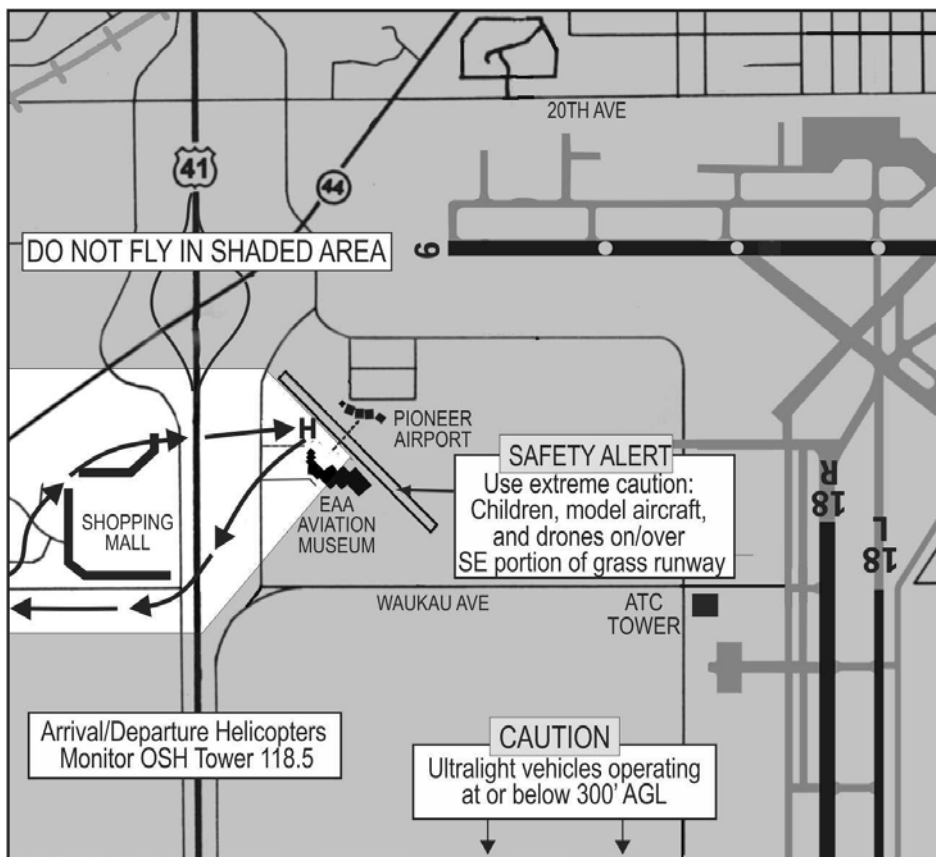 20TH AVE
41
44
DO NOT FLY IN SHADED AREA
9
H
PIONEER
AIRPORT
SAFETY ALERT
Use extreme caution:
Children, model aircraft,
and drones on/over
SE portion of grass runway
18
R
18
L
SHOPPING
MALL
EAA
AVIATION
MUSEUM
WAUKAU AVE
ATC
TOWER
Arrival/Departure Helicopters
Monitor OSH Tower 118.5
CAUTION
Ultralight vehicles operating
at or below 300' AGL